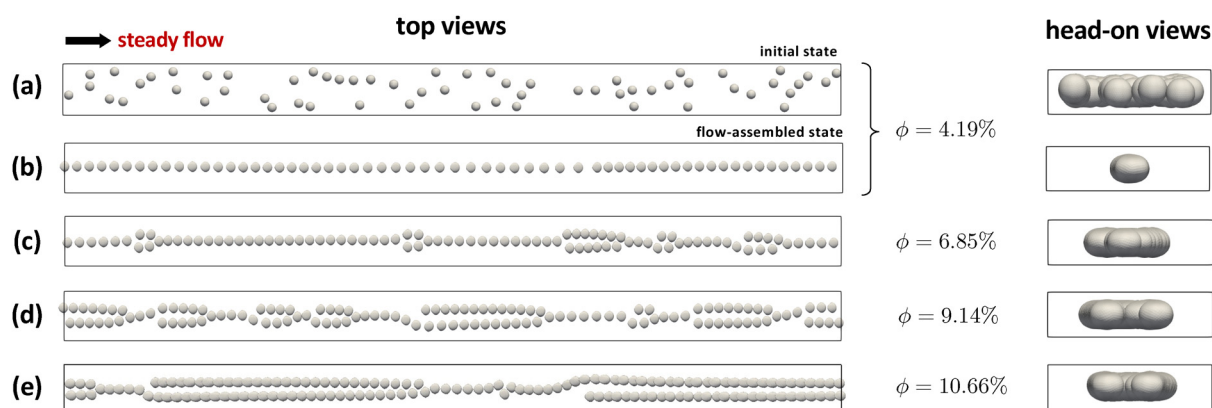 top views
head-on views
steady flow
initial state
(a)
flow-assembled state
ϕ = 4.19%
(b)
(c)
ϕ = 6.85%
(d)
ϕ = 9.14%
(e)
ϕ = 10.66%